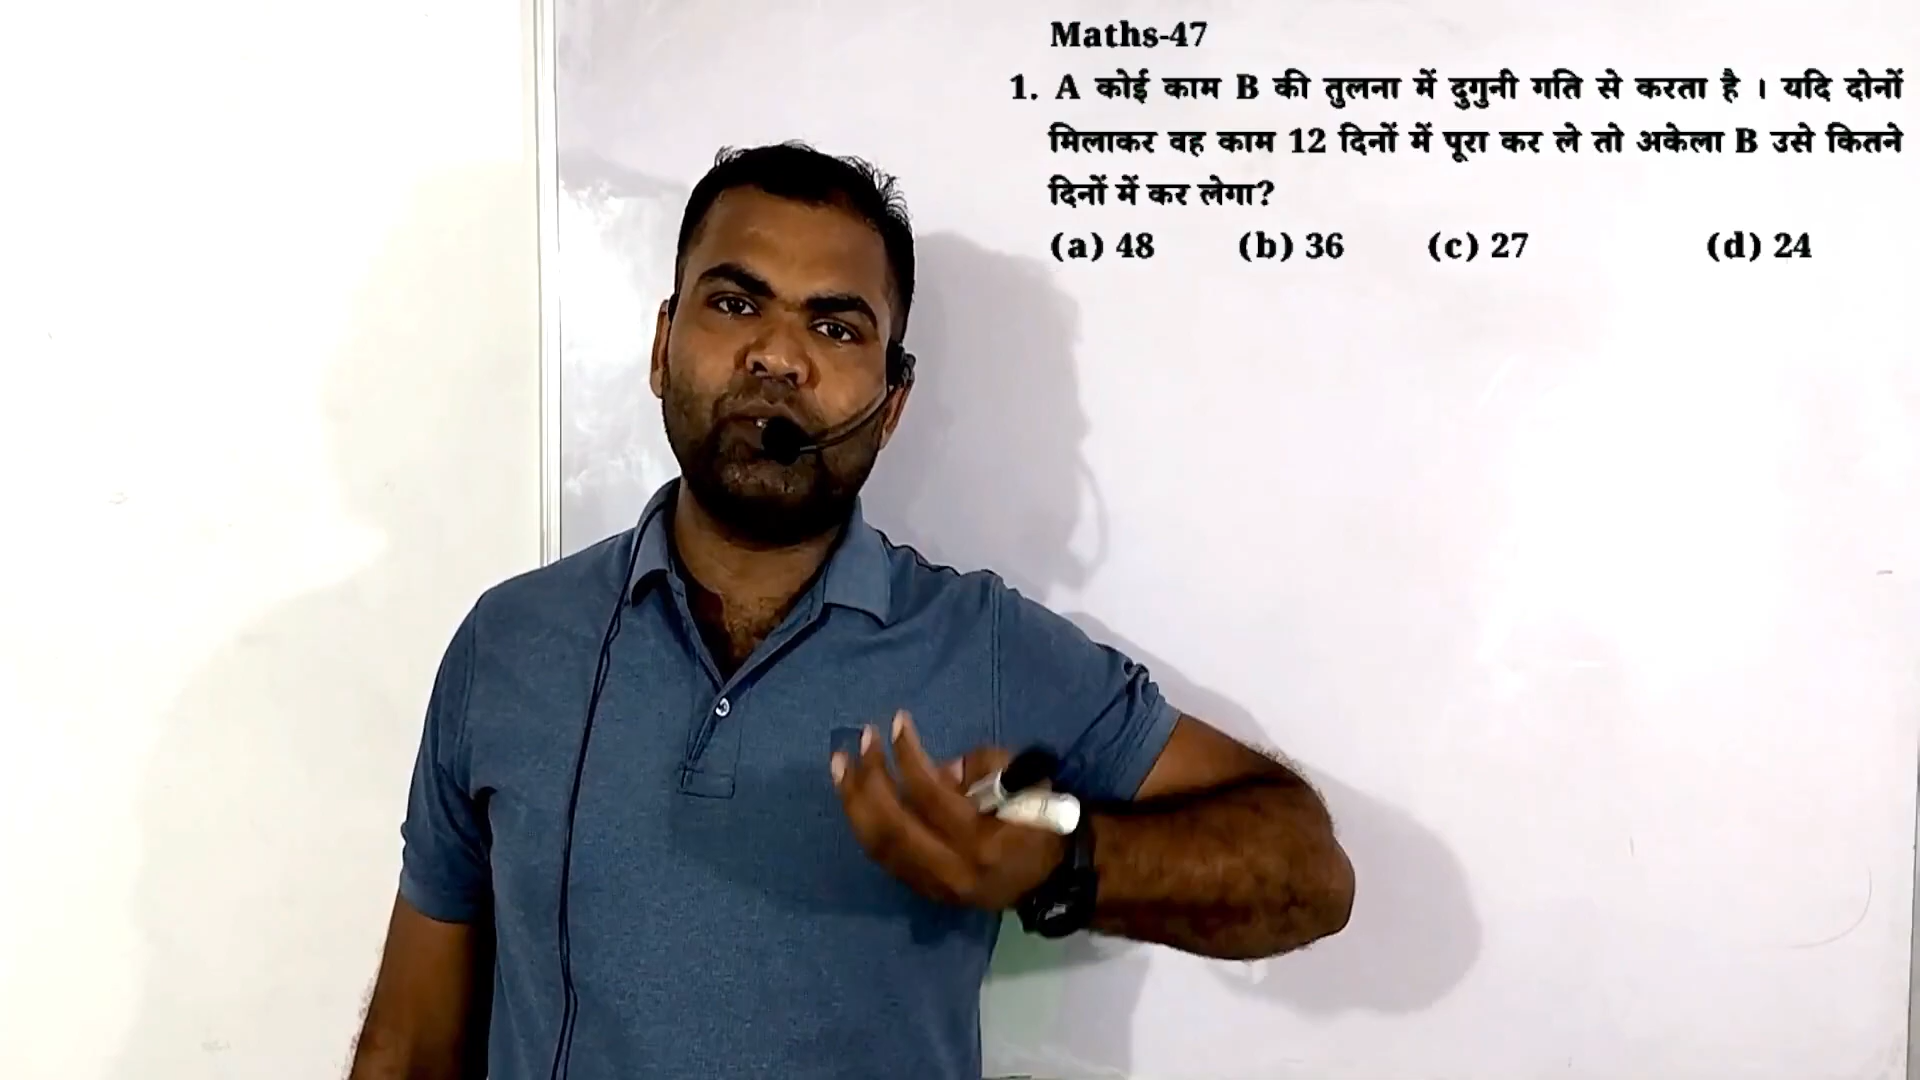 Maths-47
1. A कोई काम B की तुलना में दुगुनी गति से करता है । यदि दोनों
मिलाकर वह काम 12 दिनों में पूरा कर ले तो अकेला B उसे कितने
दिनों में कर लेगा?
(a) 48 (b) 36 (c) 27 (d) 24